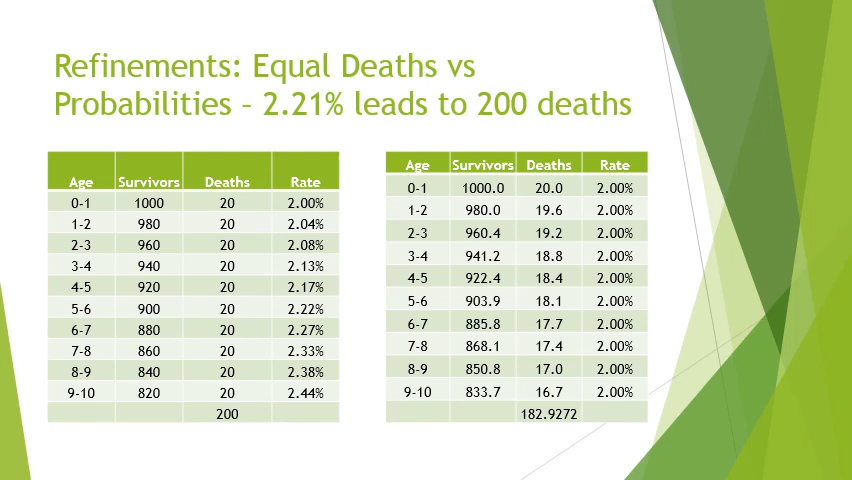 Refinements: Equal Deaths vs
Probabilities – 2.21% leads to 200 deaths
Age Survivors Deaths Rate
0-1 1000 20 2.00%
1-2 980 20 2.04%
2-3 960 20 2.08%
3-4 940 20 2.13%
4-5 920 20 2.17%
5-6 900 20 2.22%
6-7 880 20 2.27%
7-8 860 20 2.33%
8-9 840 20 2.38%
9-10 820 20 2.44%
200
Age Survivors Deaths Rate
0-1 1000.0 20.0 2.00%
1-2 980.0 19.6 2.00%
2-3 960.4 19.2 2.00%
3-4 941.2 18.8 2.00%
4-5 922.4 18.4 2.00%
5-6 903.9 18.1 2.00%
6-7 885.8 17.7 2.00%
7-8 868.1 17.4 2.00%
8-9 850.8 17.0 2.00%
9-10 833.7 16.7 2.00%
182.9272